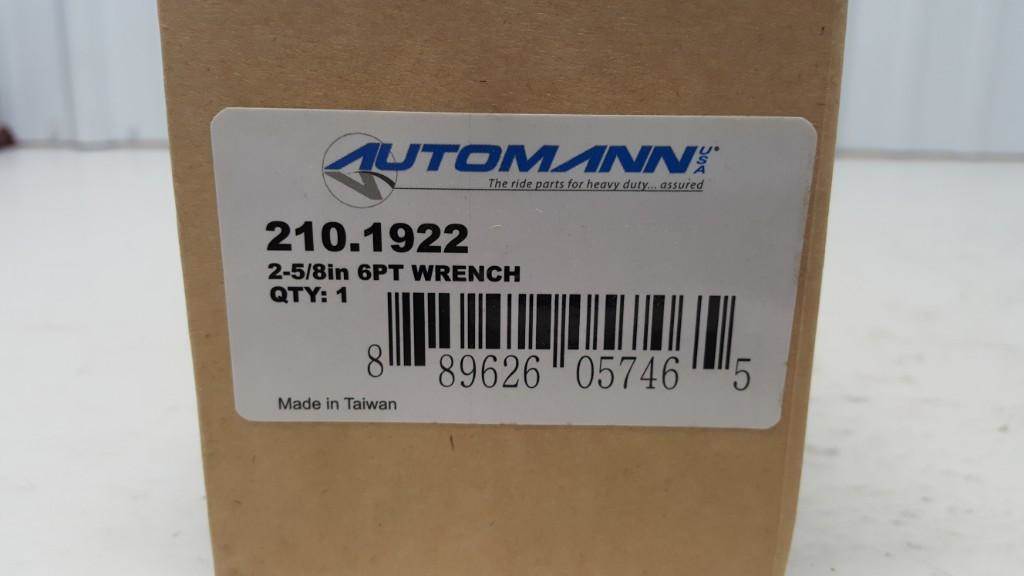 AUTOMANN USA
The ride parts for heavy duty... assured
210.1922
2-5/8in 6PT WRENCH
QTY: 1
8 89626 05746 5
Made in Taiwan